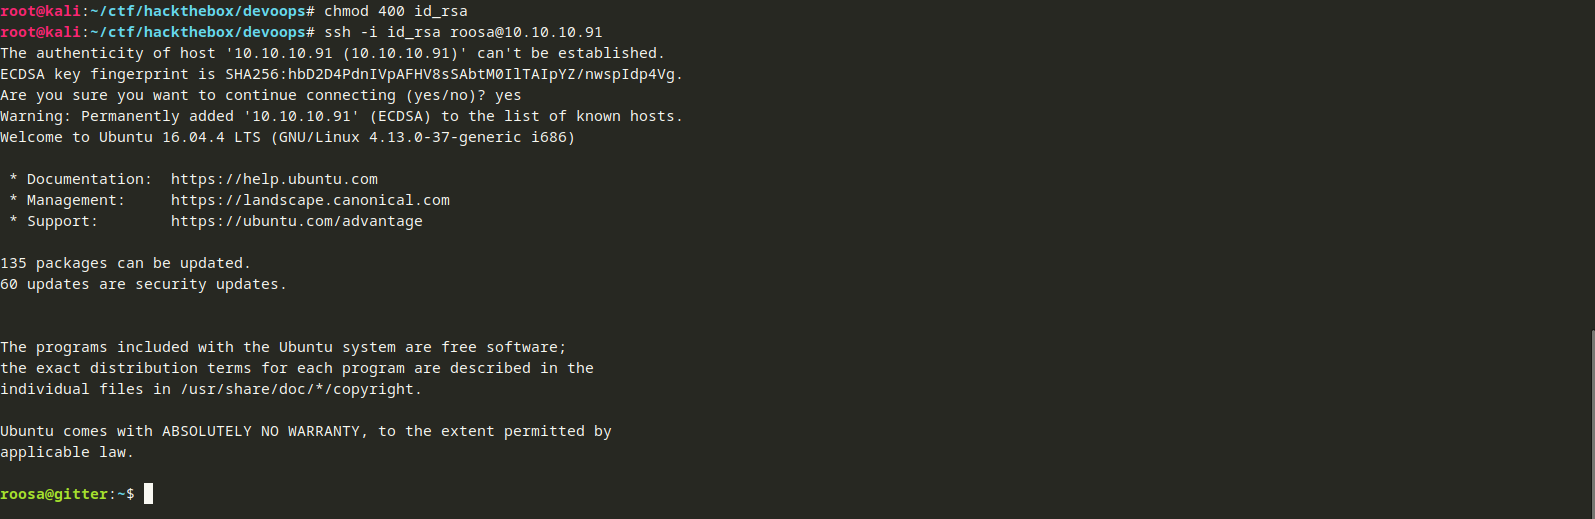 root@kali:~/ctf/hackthebox/devoops# chmod 400 id_rsa
root@kali:~/ctf/hackthebox/devoops# ssh -i id_rsa roosa@10.10.10.91
The authenticity of host '10.10.10.91 (10.10.10.91)' can't be established.
ECDSA key fingerprint is SHA256:hbD2D4PdnIVpAFHV8sSAbtM0IlTAIpYZ/nwspIdp4Vg.
Are you sure you want to continue connecting (yes/no)? yes
Warning: Permanently added '10.10.10.91' (ECDSA) to the list of known hosts.
Welcome to Ubuntu 16.04.4 LTS (GNU/Linux 4.13.0-37-generic i686)
 * Documentation:  https://help.ubuntu.com
 * Management:     https://landscape.canonical.com
 * Support:        https://ubuntu.com/advantage
135 packages can be updated.
60 updates are security updates.
The programs included with the Ubuntu system are free software;
the exact distribution terms for each program are described in the
individual files in /usr/share/doc/*/copyright.
Ubuntu comes with ABSOLUTELY NO WARRANTY, to the extent permitted by
applicable law.
roosa@gitter:~$